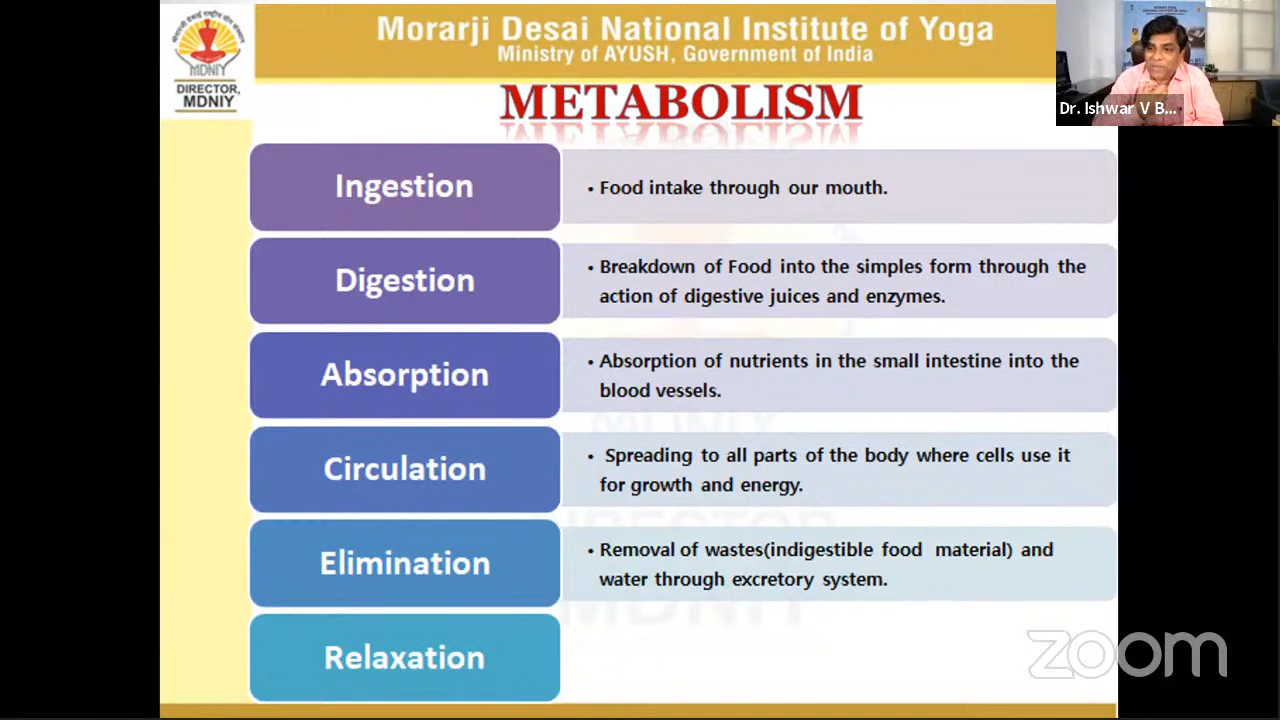 Morarji Desai National Institute of Yoga
Ministry of AYUSH, Government of India
MDNIY
DIRECTOR,
MDNIY
Dr. Ishwar V B...
METABOLISM
Ingestion
• Food intake through our mouth.
Digestion
• Breakdown of Food into the simples form through the
action of digestive juices and enzymes.
Absorption
• Absorption of nutrients in the small intestine into the
blood vessels.
Circulation
• Spreading to all parts of the body where cells use it
for growth and energy.
Elimination
• Removal of wastes(indigestible food material) and
water through excretory system.
Relaxation
MDNIY
DIRECTOR
MDNIY
zoom